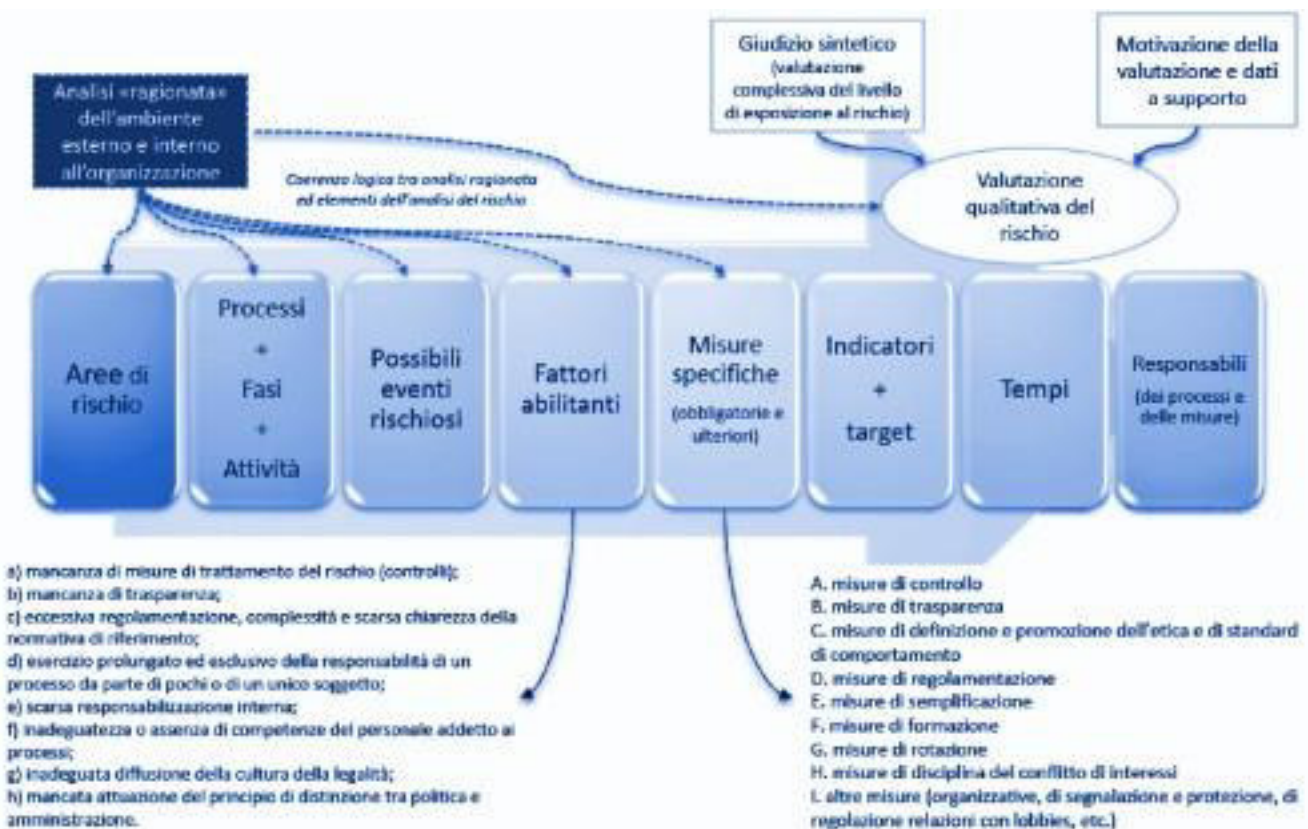 Analisi «ragionata»
dell'ambiente
esterno e interno
all'organizzazione
Giudizio sintetico
(valutazione
complessiva del livello
di esposizione al rischio)
Motivazione della
valutazione e dati
a supporto
Coerenza logica tra analisi ragionata
ed elementi dell'analisi del rischio
Valutazione
qualitativa del
rischio
Aree di
rischio
Processi
+
Fasi
+
Attività
Possibili
eventi
rischiosi
Fattori
abilitanti
Misure
specifiche
(obbligatorie e
ulteriori)
Indicatori
+
target
Tempi
Responsabili
(dei processi e
delle misure)
a) mancanza di misure di trattamento del rischio (controlli);
b) mancanza di trasparenza;
c) eccessiva regolamentazione, complessità e scarsa chiarezza della
normativa di riferimento;
d) esercizio prolungato ed esclusivo della responsabilità di un
processo da parte di pochi o di un unico soggetto;
e) scarsa responsabilizzazione interna;
f) inadeguatezza o assenza di competenze del personale addetto ai
processi;
g) inadeguata diffusione della cultura della legalità;
h) mancata attuazione del principio di distinzione tra politica e
amministrazione.
A. misure di controllo
B. misure di trasparenza
C. misure di definizione e promozione dell'etica e di standard
di comportamento
D. misure di regolamentazione
E. misure di semplificazione
F. misure di formazione
G. misure di rotazione
H. misure di disciplina del conflitto di interessi
I. altre misure (organizzative, di segnalazione e protezione, di
regolazione relazioni con lobbies, etc.)